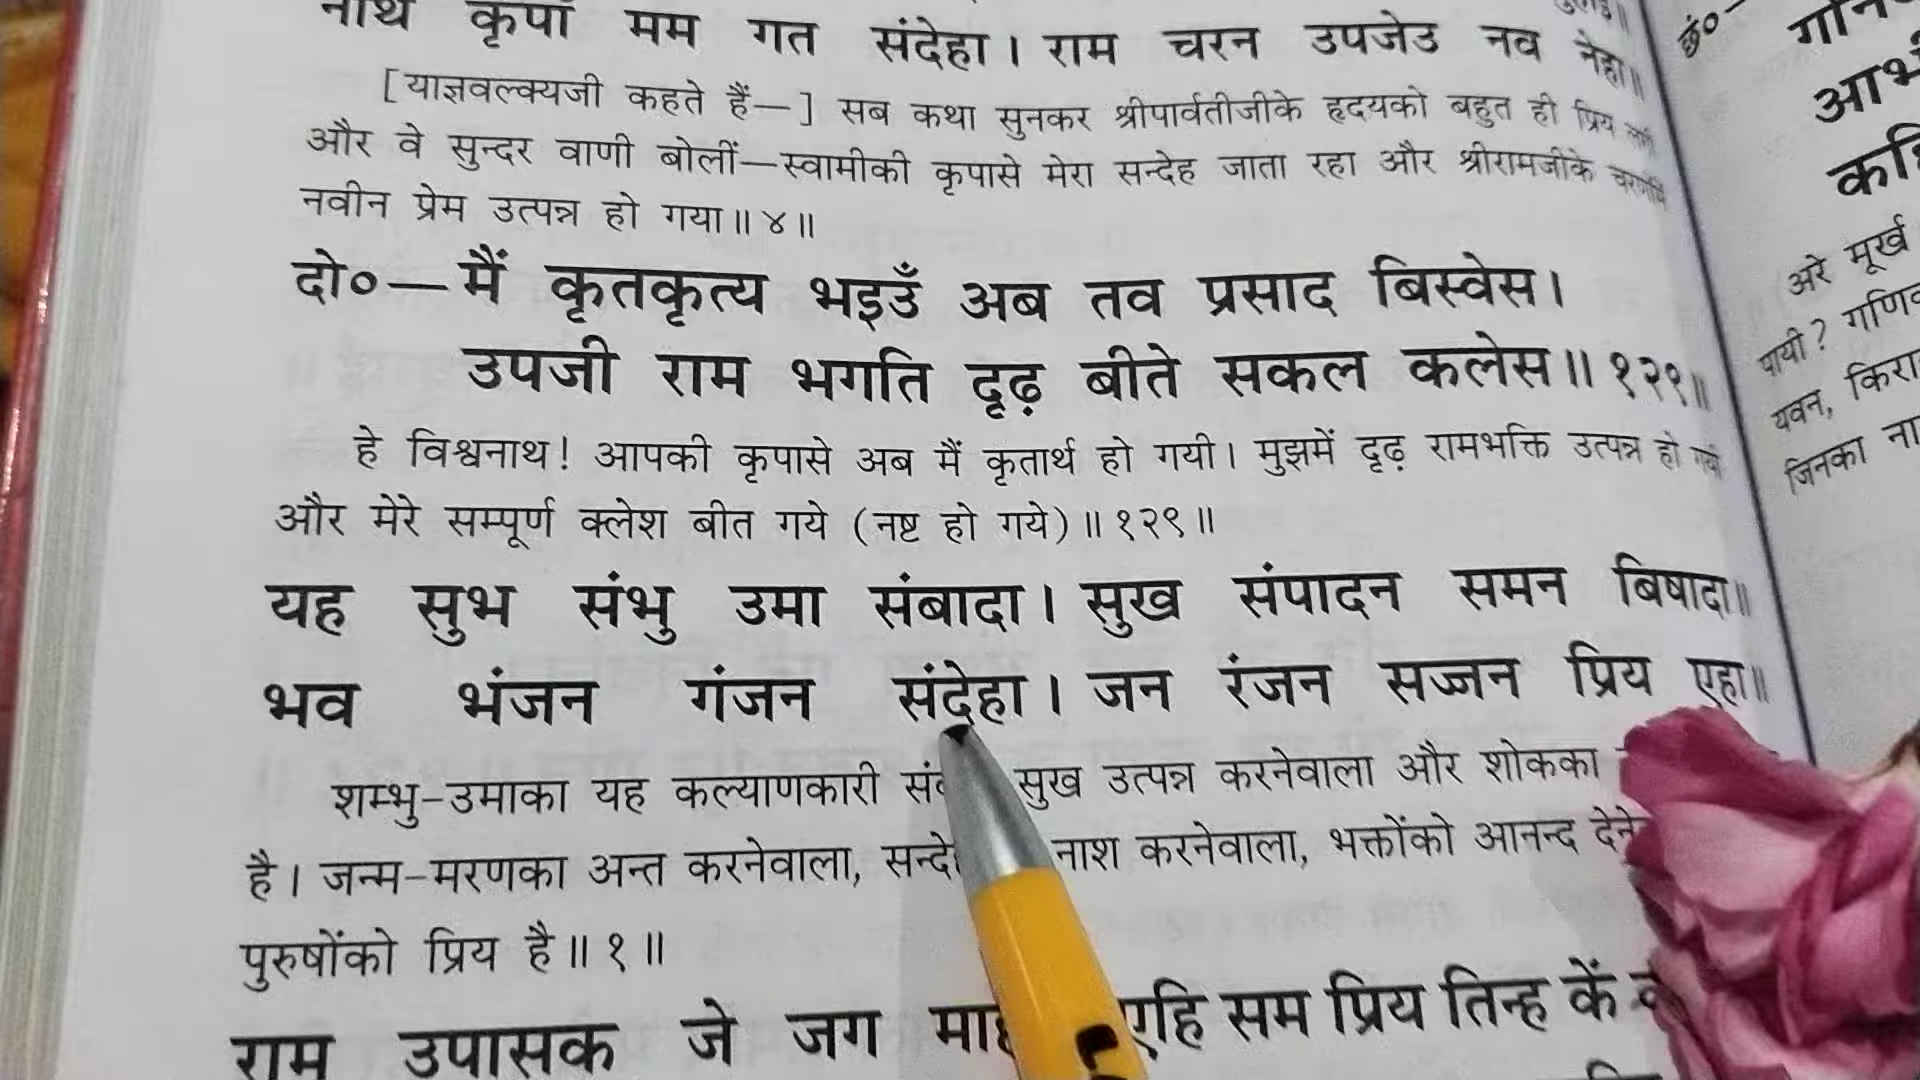 नाथ कृपाँ मम गत संदेहा। राम चरन उपजेउ नव नेहा॥
[याज्ञवल्क्यजी कहते हैं—] सब कथा सुनकर श्रीपार्वतीजीके हृदयको बहुत ही प्रिय
और वे सुन्दर वाणी बोलीं—स्वामीकी कृपासे मेरा सन्देह जाता रहा और श्रीरामजीके
नवीन प्रेम उत्पन्न हो गया॥ ४॥
दो०—मैं कृतकृत्य भइउँ अब तव प्रसाद बिस्वेस।
उपजी राम भगति दृढ़ बीते सकल कलेस॥ १२९॥
हे विश्वनाथ! आपकी कृपासे अब मैं कृतार्थ हो गयी। मुझमें दृढ़ रामभक्ति उत्पन्न हो
और मेरे सम्पूर्ण क्लेश बीत गये (नष्ट हो गये)॥ १२९॥
यह सुभ संभु उमा संबादा। सुख संपादन समन बिषादा॥
भव भंजन गंजन संदेहा। जन रंजन सज्जन प्रिय एहा॥
शम्भु-उमाका यह कल्याणकारी सुख उत्पन्न करनेवाला और शोकका
है। जन्म-मरणका अन्त करनेवाला, नाश करनेवाला, भक्तोंको आनन्द
पुरुषोंको प्रिय है॥ १॥
राम उपासक जे जग एहि सम प्रिय तिन्ह कें
छं०—
अरे मूर्ख
पायी?
यवन,
जिनका